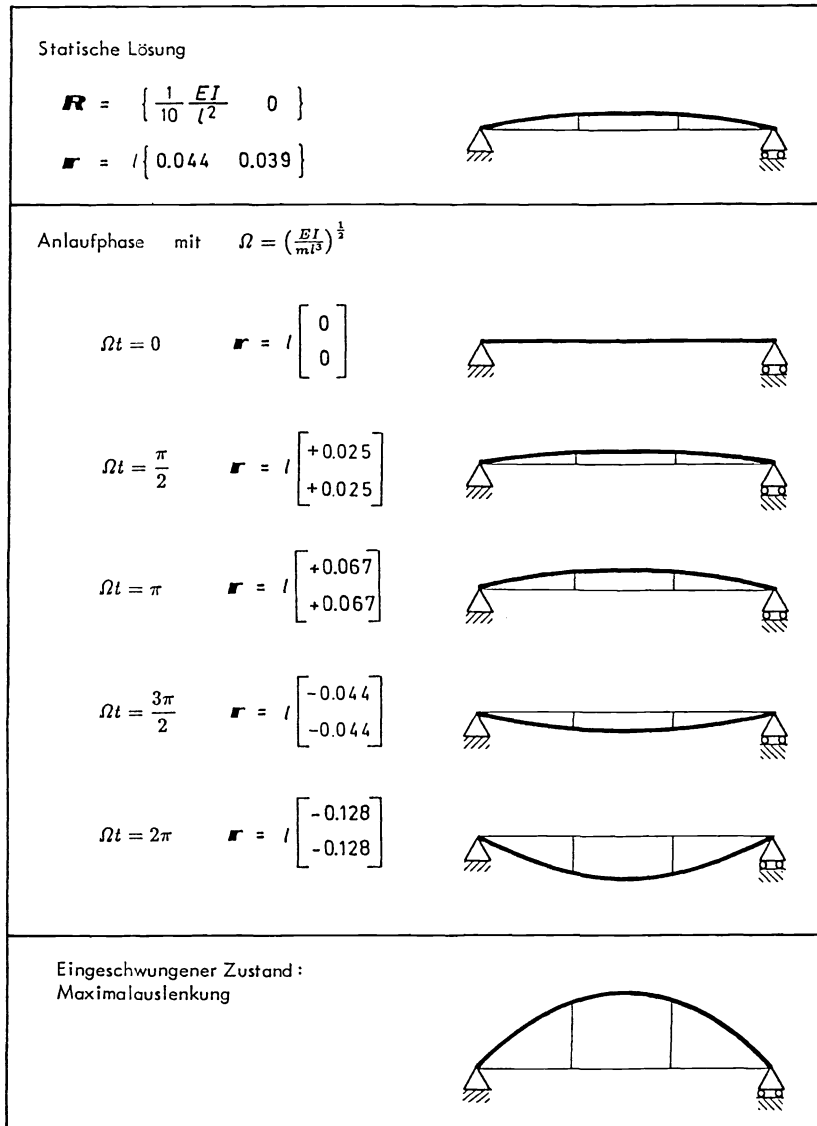 Statische Lösung
R = { 1/10 EI/l² 0 }
r = l{ 0.044 0.039 }
Anlaufphase mit Ω = (EI/ml³)^½
Ωt = 0 r = l [ 0 0 ]
Ωt = π/2 r = l [ +0.025 +0.025 ]
Ωt = π r = l [ +0.067 +0.067 ]
Ωt = 3π/2 r = l [ -0.044 -0.044 ]
Ωt = 2π r = l [ -0.128 -0.128 ]
Eingeschwungener Zustand :
Maximalauslenkung